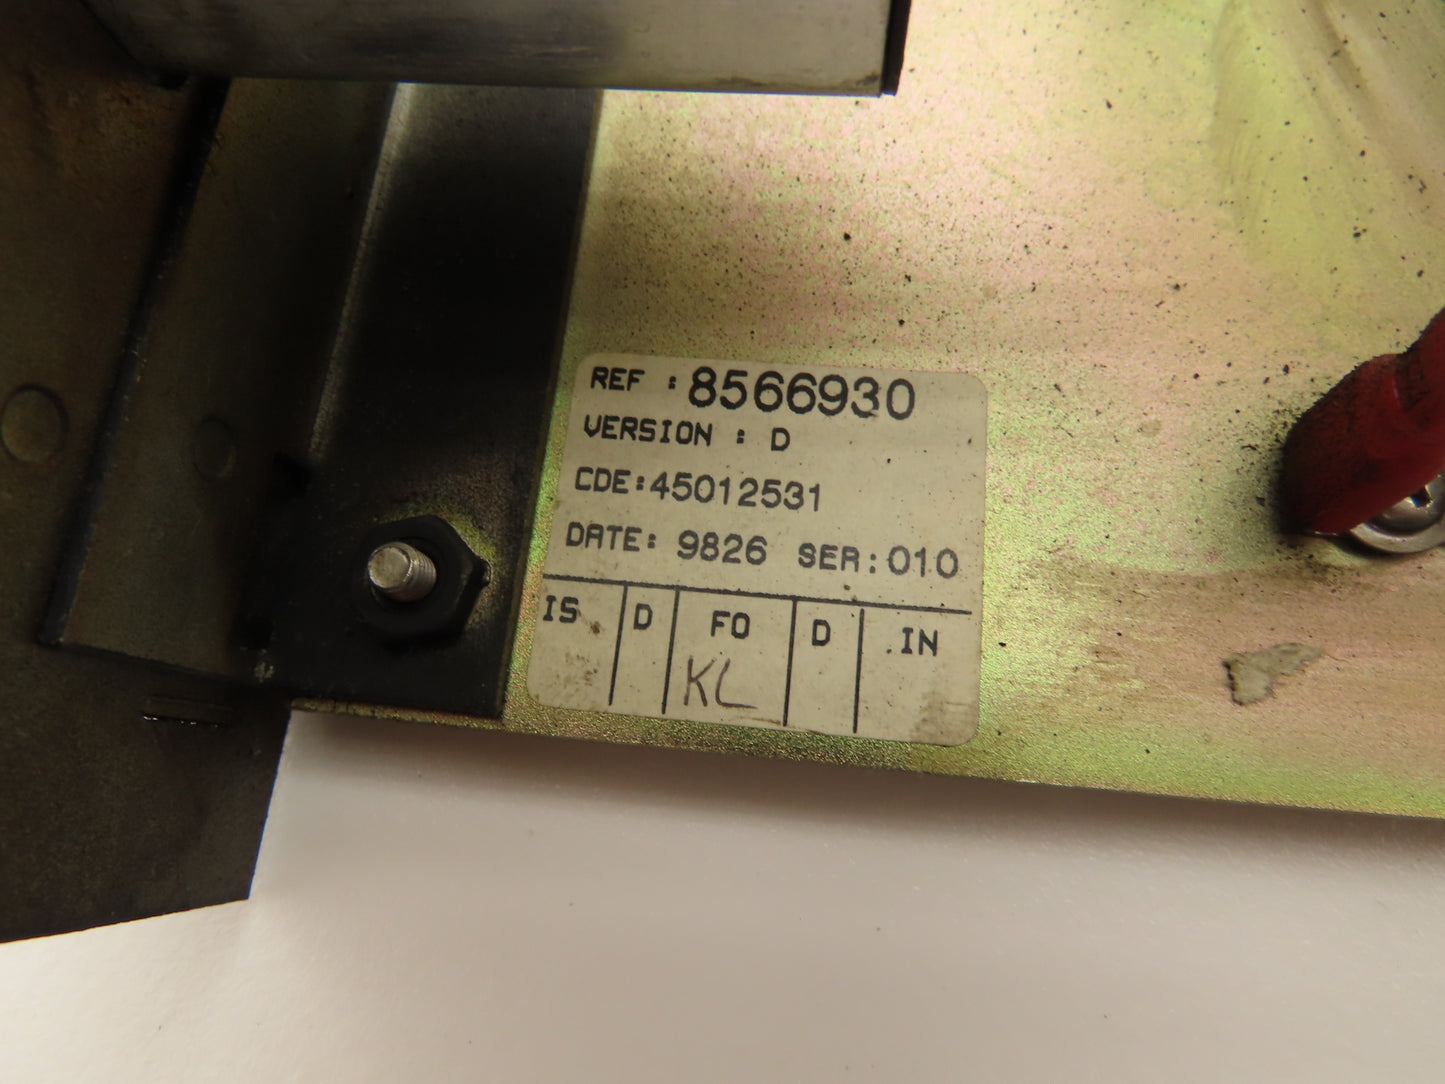 REF : 8566930
VERSION : D
CDE:45012531
DATE: 9826 SER:010
IS D FO D .IN
KL